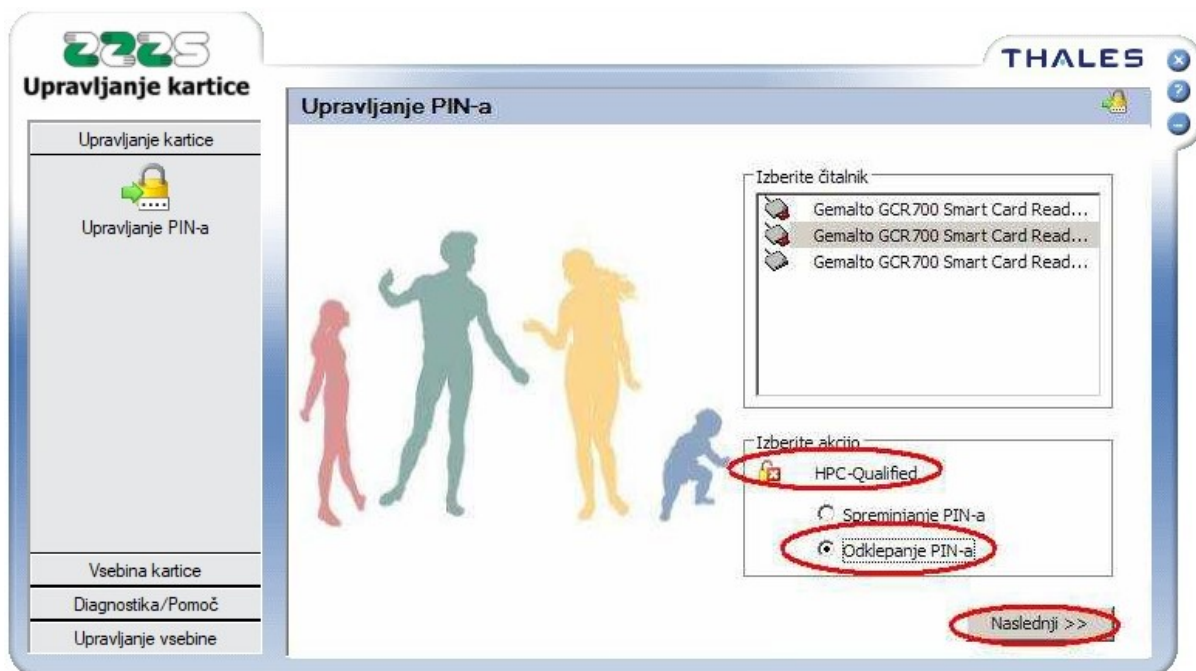 ZZZS
Upravljanje kartice
THALES
Upravljanje kartice
Upravljanje PIN-a
Vsebina kartice
Diagnostika/Pomoč
Upravljanje vsebine
Upravljanje PIN-a
Izberite čitalnik
Gemalto GCR700 Smart Card Read...
Gemalto GCR700 Smart Card Read...
Gemalto GCR700 Smart Card Read...
Izberite akcijo
HPC-Qualified
Spreminjanje PIN-a
Odklepanje PIN-a
Naslednji >>